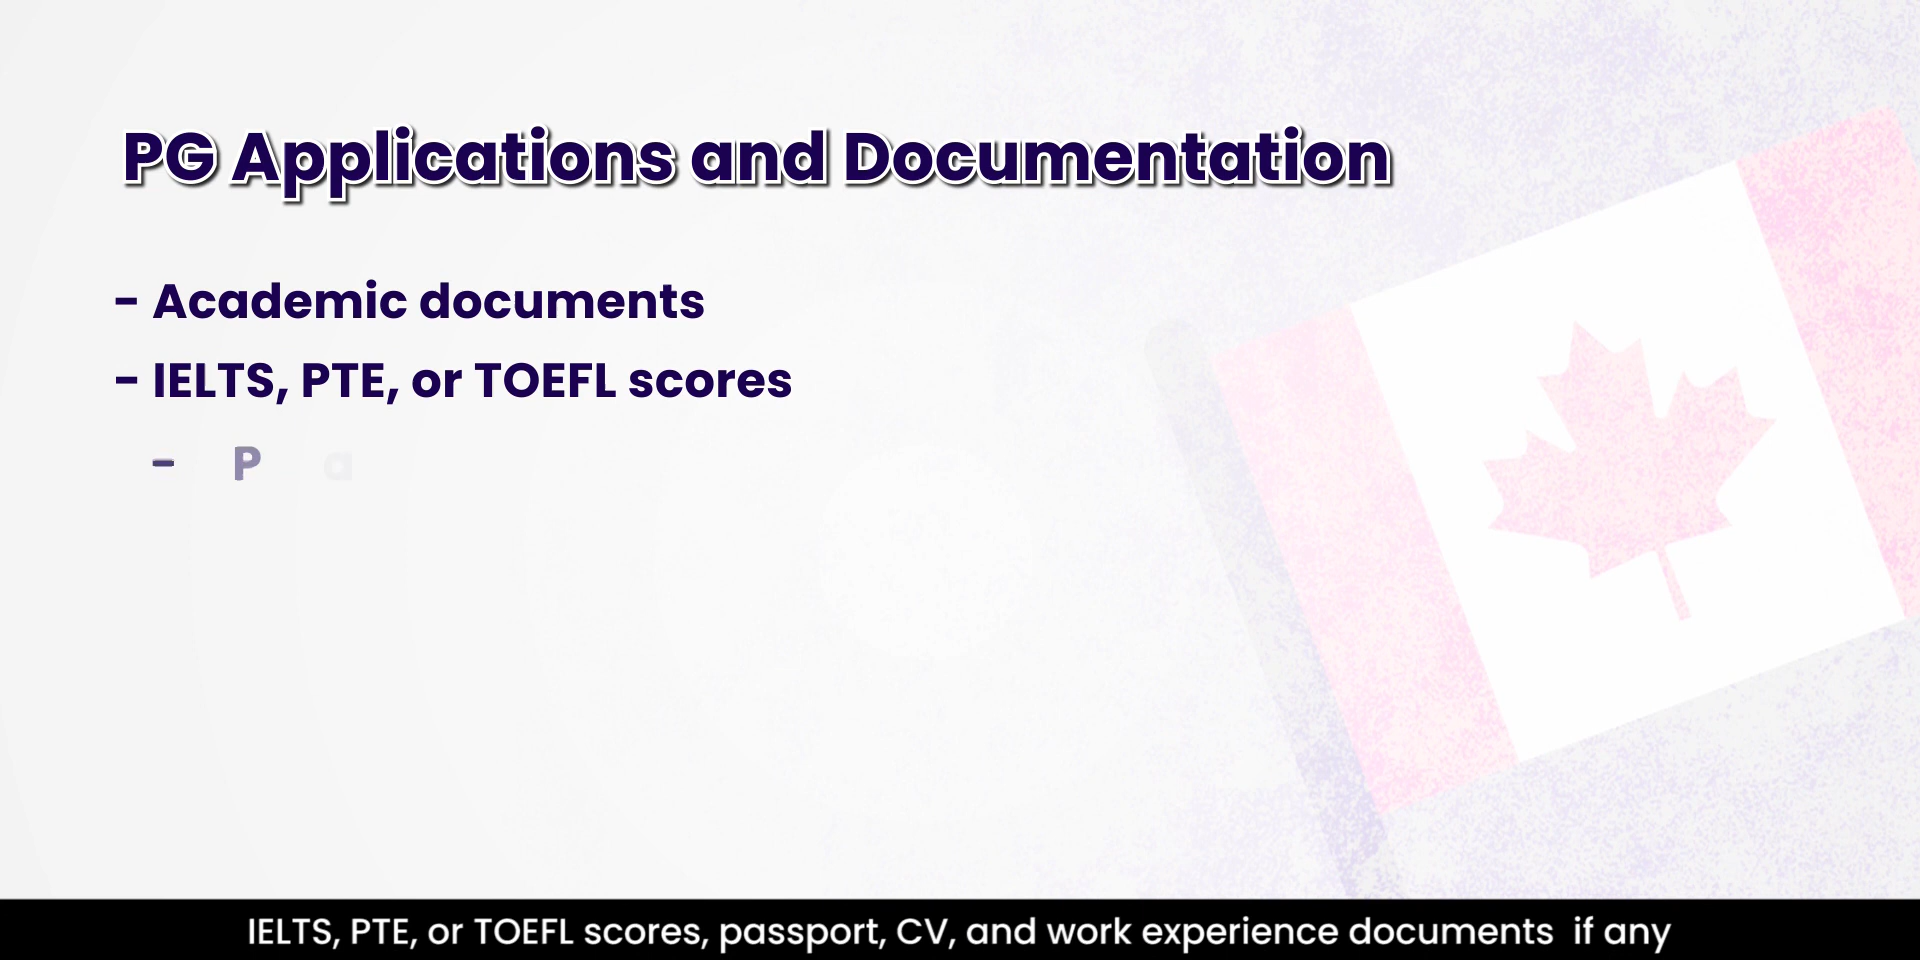 PG Applications and Documentation
- Academic documents
- IELTS, PTE, or TOEFL scores
- P a
IELTS, PTE, or TOEFL scores, passport, CV, and work experience documents  if any